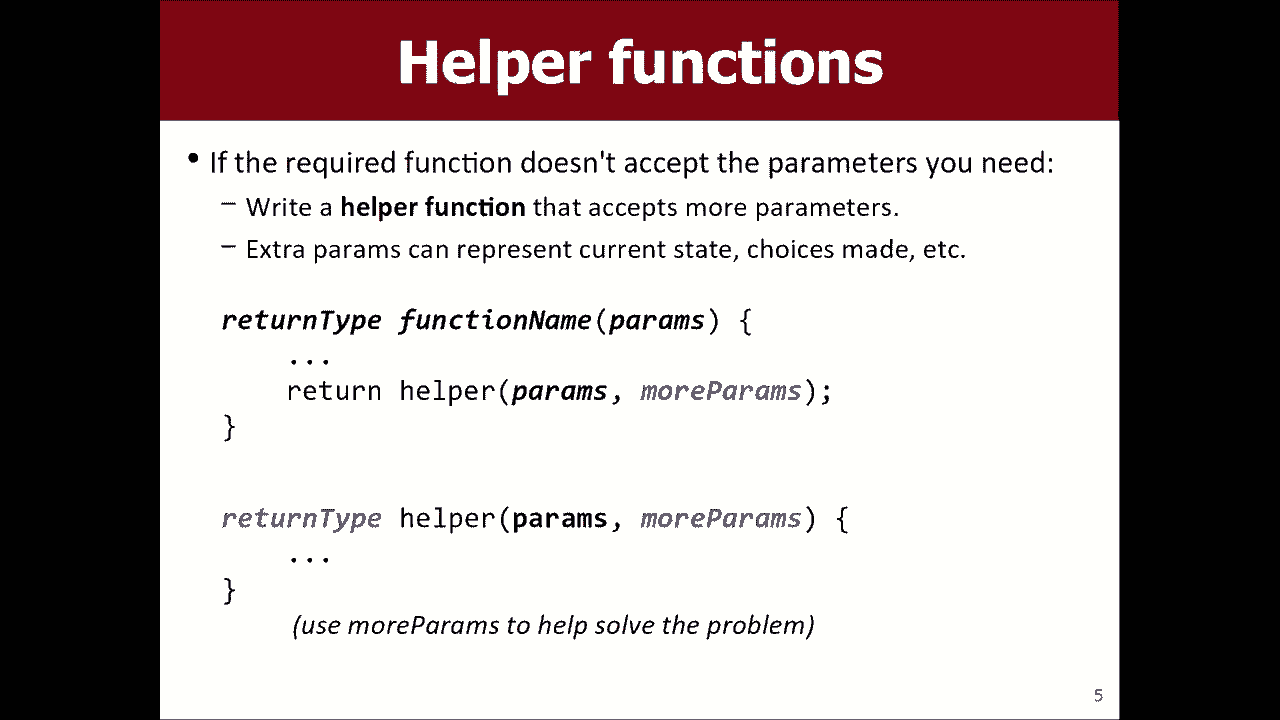 Helper functions
• If the required function doesn't accept the parameters you need:
– Write a helper function that accepts more parameters.
– Extra params can represent current state, choices made, etc.
returnType functionName(params) {
...
return helper(params, moreParams);
}
returnType helper(params, moreParams) {
...
}
(use moreParams to help solve the problem)
5